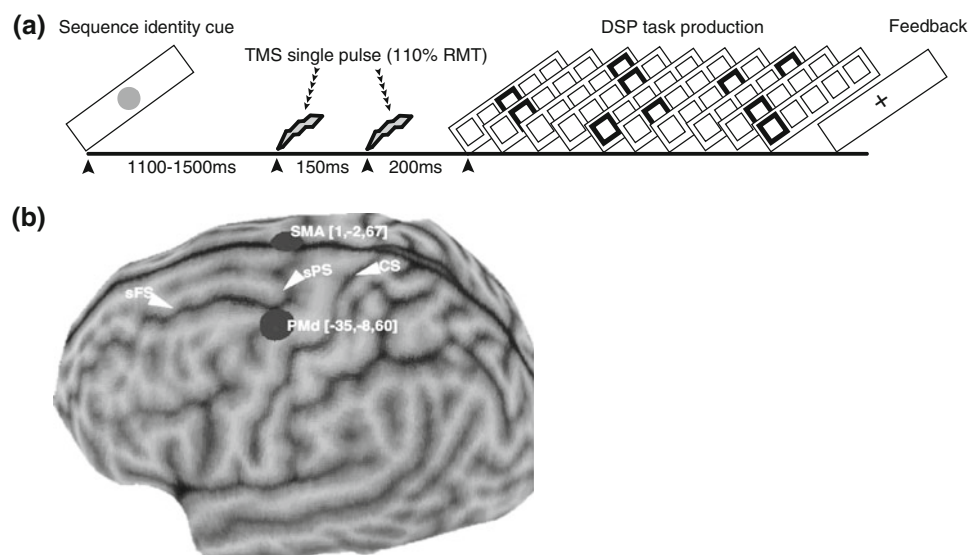 (a)
Sequence identity cue
DSP task production
Feedback
TMS single pulse (110% RMT)
+
1100-1500ms
150ms
200ms
(b)
SMA [1,-2,67]
sPS
CS
sFS
PMd [-35,-8,60]